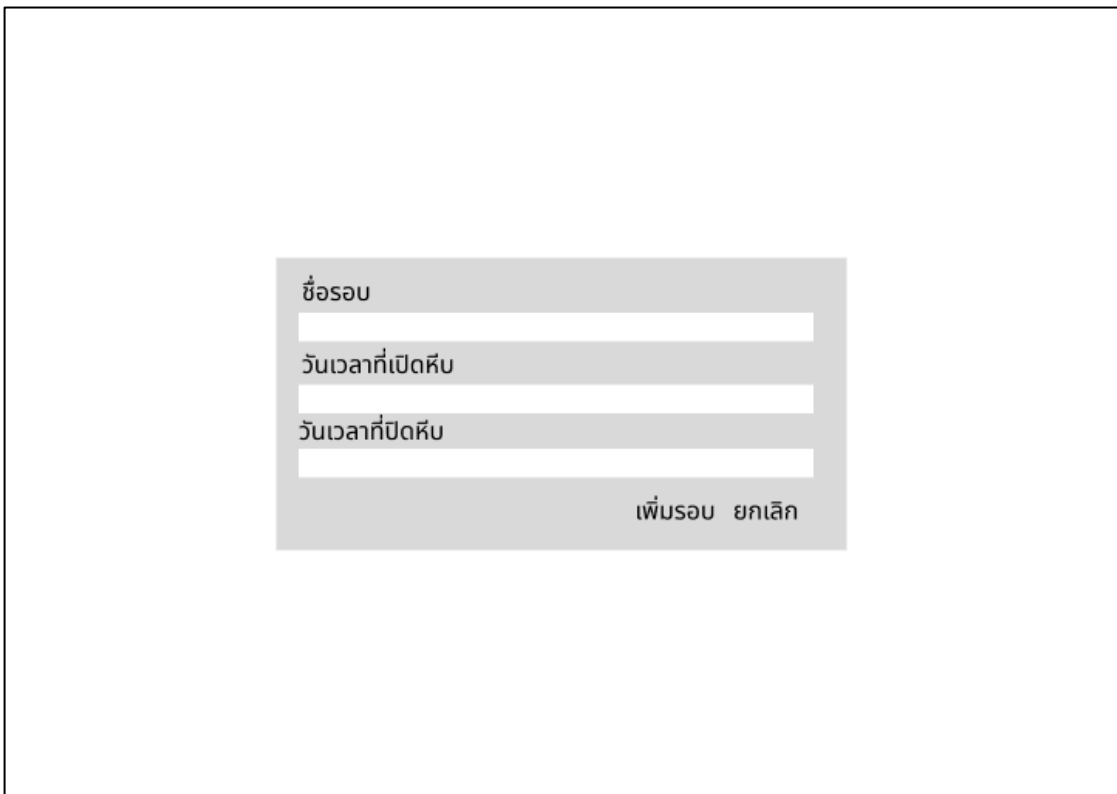 ชื่อรอบ
วันเวลาที่เปิดหีบ
วันเวลาที่ปิดหีบ
เพิ่มรอบ ยกเลิก